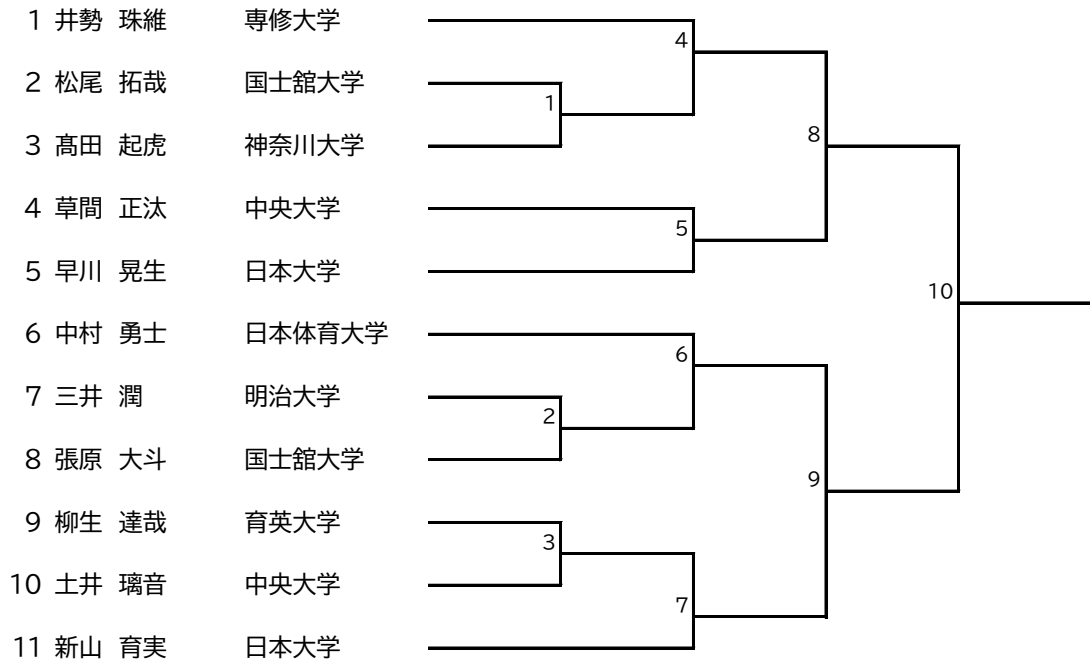 1 井勢 珠維 専修大学
4
2 松尾 拓哉 国士舘大学
1
8
3 髙田 起虎 神奈川大学
4 草間 正汰 中央大学
5
5 早川 晃生 日本大学
10
6 中村 勇士 日本体育大学
6
7 三井 潤 明治大学
2
8 張原 大斗 国士舘大学
9
9 柳生 達哉 育英大学
3
10 土井 璃音 中央大学
7
11 新山 育実 日本大学